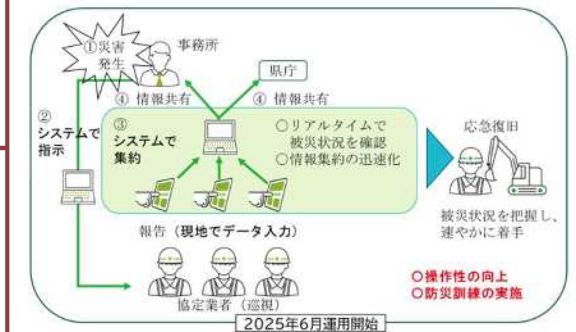 ①災害
発生
事務所
県庁
④ 情報共有
④ 情報共有
②
システムで
指示
③
システムで
集約
○リアルタイムで
被災状況を確認
○情報集約の迅速化
応急復旧
報告（現地でデータ入力）
被災状況を把握し、
速やかに着手
協定業者（巡視）
○操作性の向上
○防災訓練の実施
2025年6月運用開始